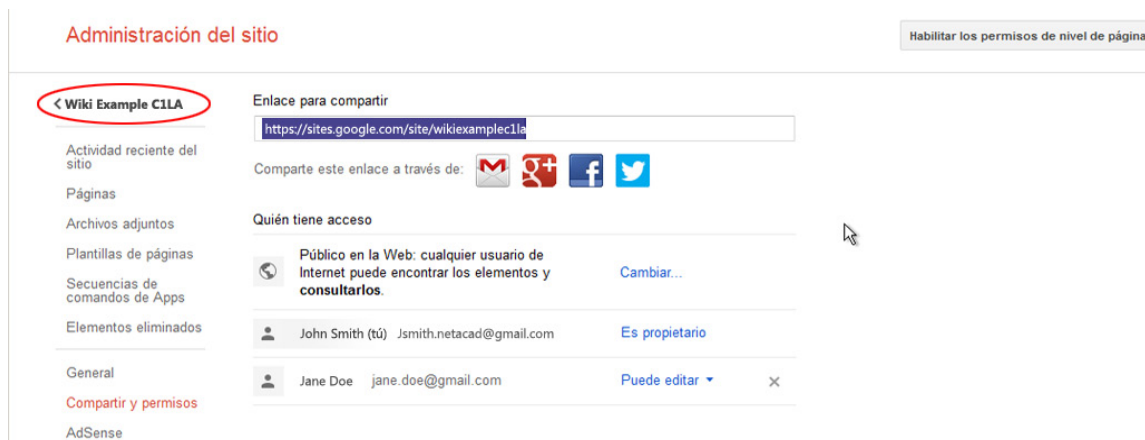 Administración del sitio
Habilitar los permisos de nivel de página
Wiki Example C1LA
Actividad reciente del
sitio
Páginas
Archivos adjuntos
Plantillas de páginas
Secuencias de
comandos de Apps
Elementos eliminados
General
Compartir y permisos
AdSense
Enlace para compartir
https://sites.google.com/site/wikiexamplec1la
Comparte este enlace a través de:
Quién tiene acceso
Público en la Web: cualquier usuario de
Internet puede encontrar los elementos y
consultarlos.
Cambiar...
John Smith (tú) Jsmith.netacad@gmail.com Es propietario
Jane Doe jane.doe@gmail.com Puede editar